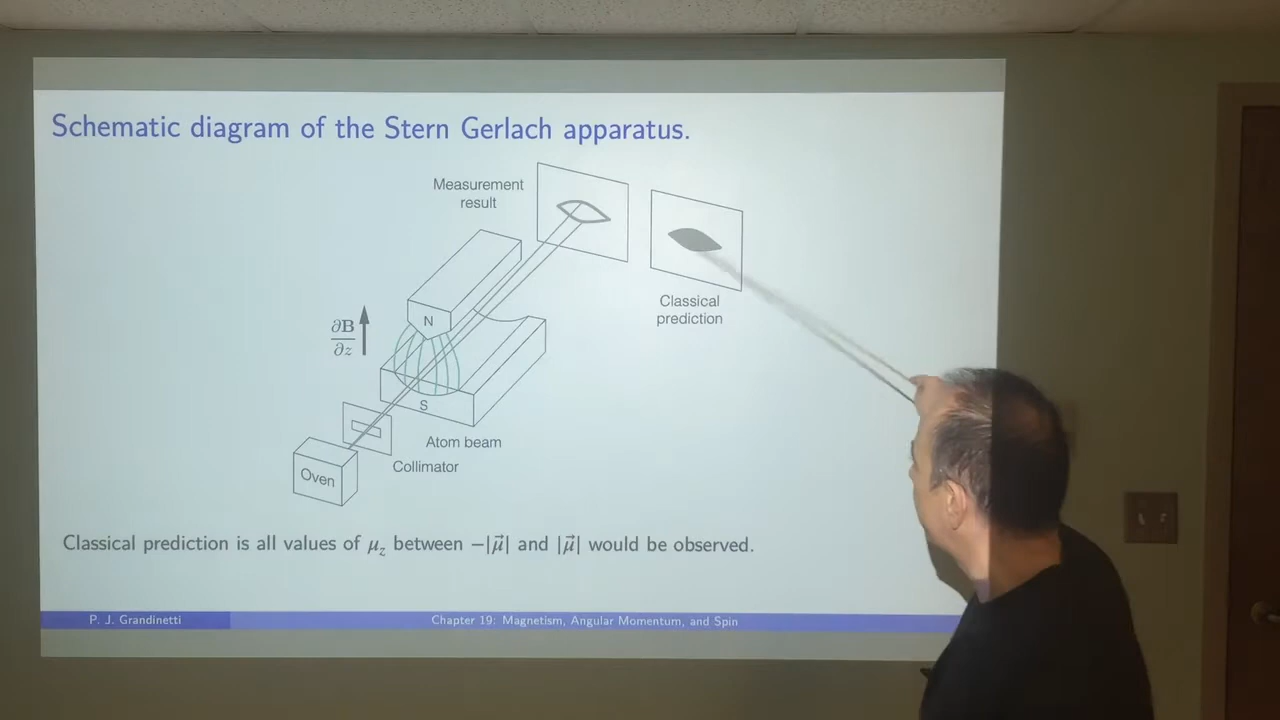 Schematic diagram of the Stern Gerlach apparatus.
Measurement
result
Classical
prediction
N
∂B
∂z
S
Atom beam
Collimator
Oven
Classical prediction is all values of μz between −|μ⃗| and |μ⃗| would be observed.
P. J. Grandinetti
Chapter 19: Magnetism, Angular Momentum, and Spin